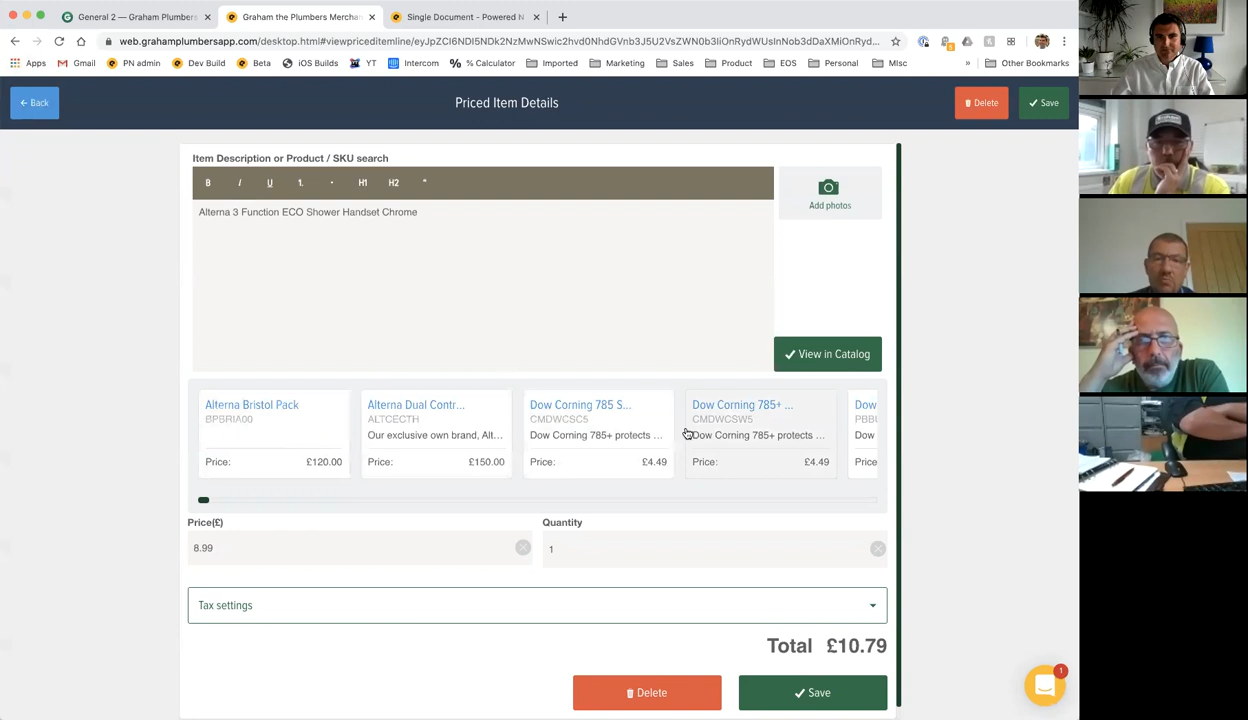 General 2 — Graham Plumbers
Graham the Plumbers Merchan
Single Document - Powered N
web.grahamplumbersapp.com/desktop.html#viewpriceditemline/eyJpZCI6NDI5NDk2NzMwNSwic2hvd0NhdGVnb3J5U2VsZWN0b3IiOnRydWUsInNob3dDaXMiOnRyd...
Apps
Gmail
PN admin
Dev Build
Beta
iOS Builds
YT
Intercom
% Calculator
Imported
Marketing
Sales
Product
EOS
Personal
MIsc
»
Other Bookmarks
← Back
Priced Item Details
Delete
Save
Item Description or Product / SKU search
B I U 1. · H1 H2 “
Alterna 3 Function ECO Shower Handset Chrome
Add photos
View in Catalog
Alterna Bristol Pack
BPBRIA00
Price: £120.00
Alterna Dual Contr...
ALTCECTH
Our exclusive own brand, Alt...
Price: £150.00
Dow Corning 785 S...
CMDWCSC5
Dow Corning 785+ protects ...
Price: £4.49
Dow Corning 785+ ...
CMDWCSW5
Dow Corning 785+ protects ...
Price: £4.49
Dow
Dow
Price
Price(£)
8.99
Quantity
1
Tax settings
Total £10.79
Delete
Save
1